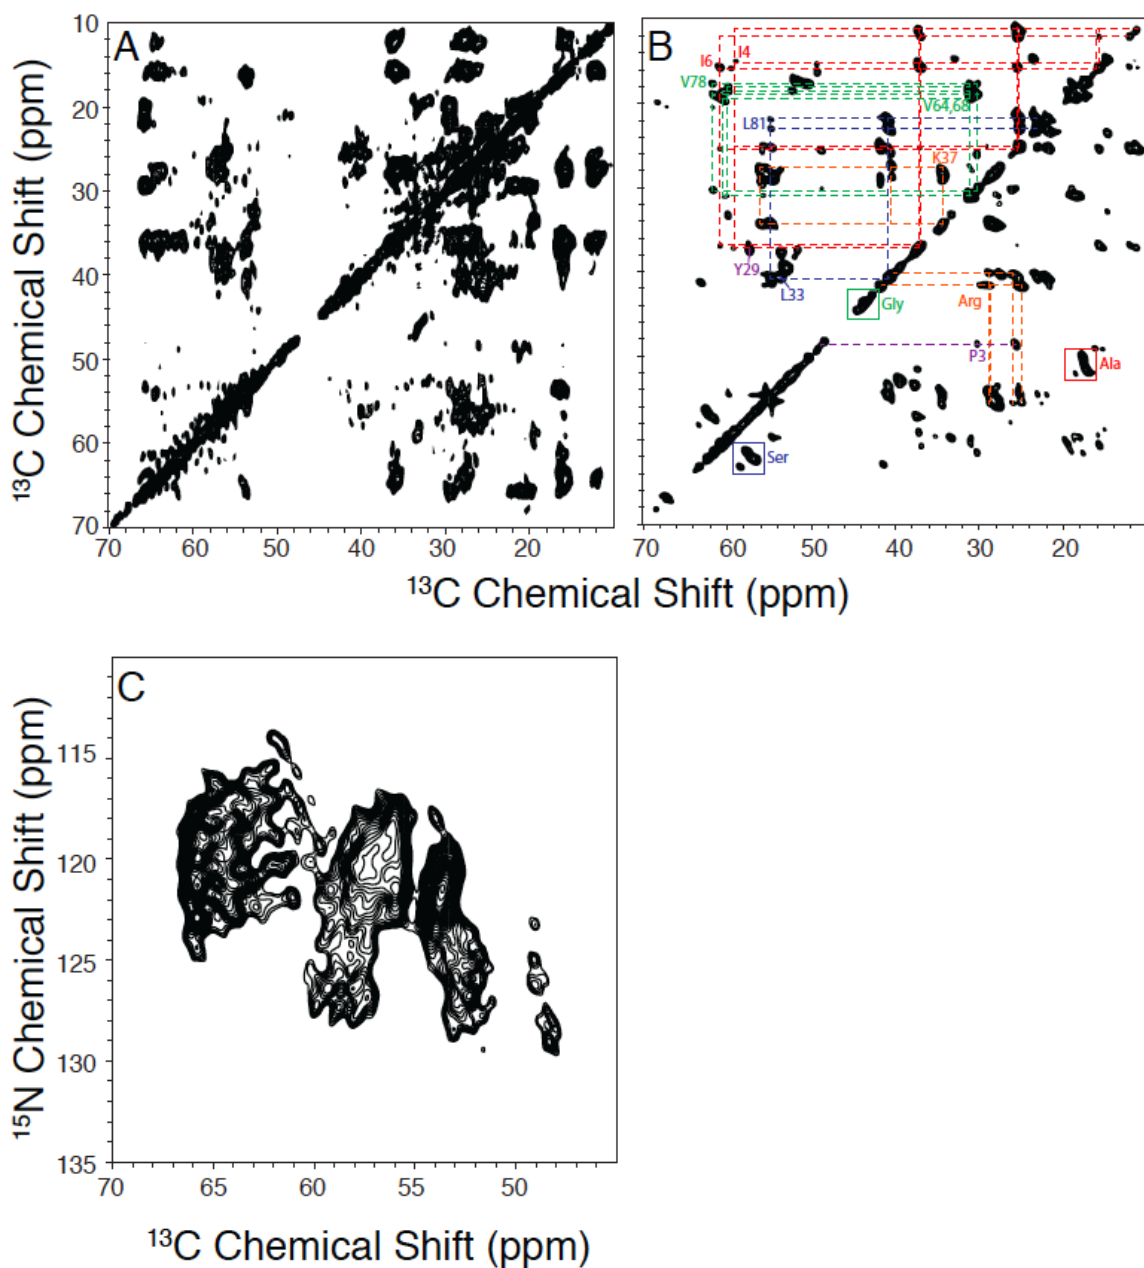 A
B
10
20
30
40
50
60
70
¹³C Chemical Shift (ppm)
70 60 50 40 30 20
70 60 50 40 30 20
¹³C Chemical Shift (ppm)
I4
I6
V78
V64,68
L81
K37
Y29
L33
Gly
Arg
P3
Ala
Ser
C
115
120
125
130
135
¹⁵N Chemical Shift (ppm)
70 65 60 55 50
¹³C Chemical Shift (ppm)